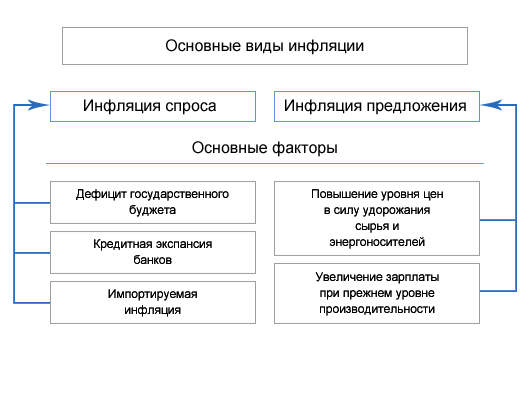 Основные виды инфляции
Инфляция спроса
Инфляция предложения
Основные факторы
Дефицит государственного
буджета
Кредитная экспансия
банков
Импортируемая
инфляция
Повышение уровня цен
в силу удорожания
сырья и
энергоносителей
Увеличение зарплаты
при прежнем уровне
производительности